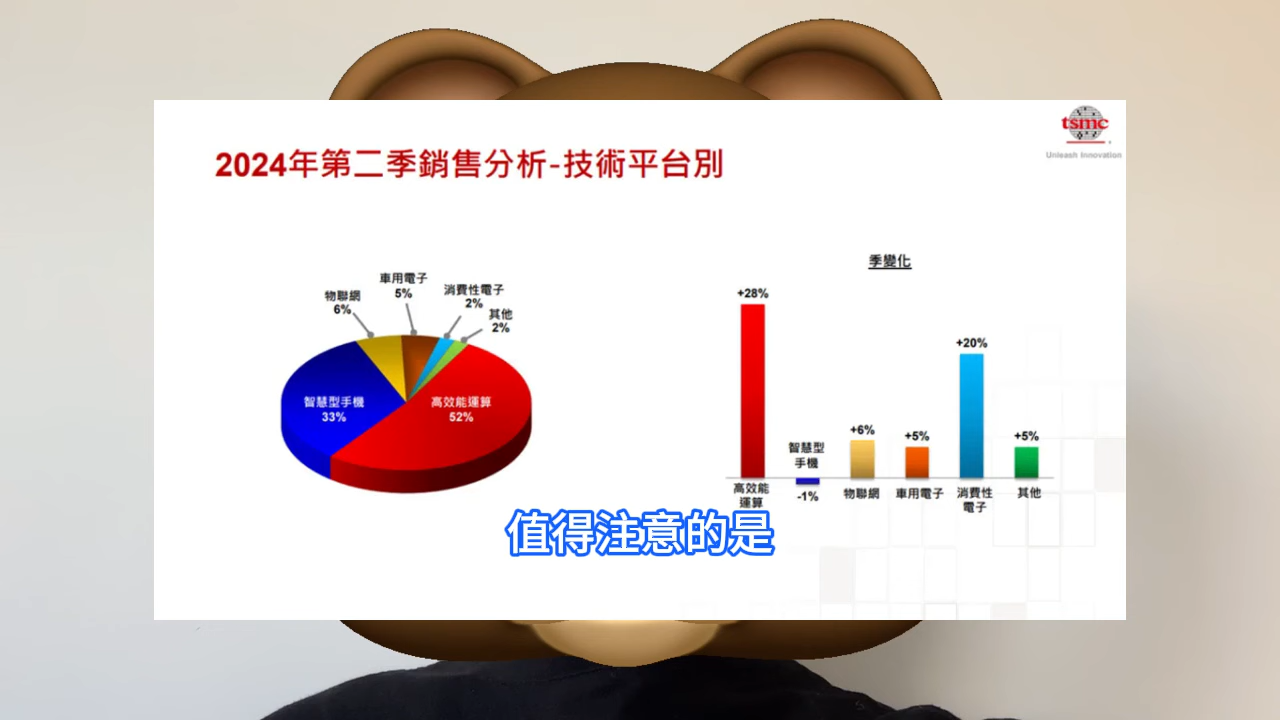 tsmc
Unleash Innovation
2024年第二季銷售分析-技術平台別
車用電子
5%
物聯網
6%
消費性電子
2%
其他
2%
智慧型手機
33%
高效能運算
52%
季變化
+28%
+20%
+6%
+5%
+5%
智慧型
手機
-1%
高效能
運算
物聯網
車用電子
消費性
電子
其他
值得注意的是